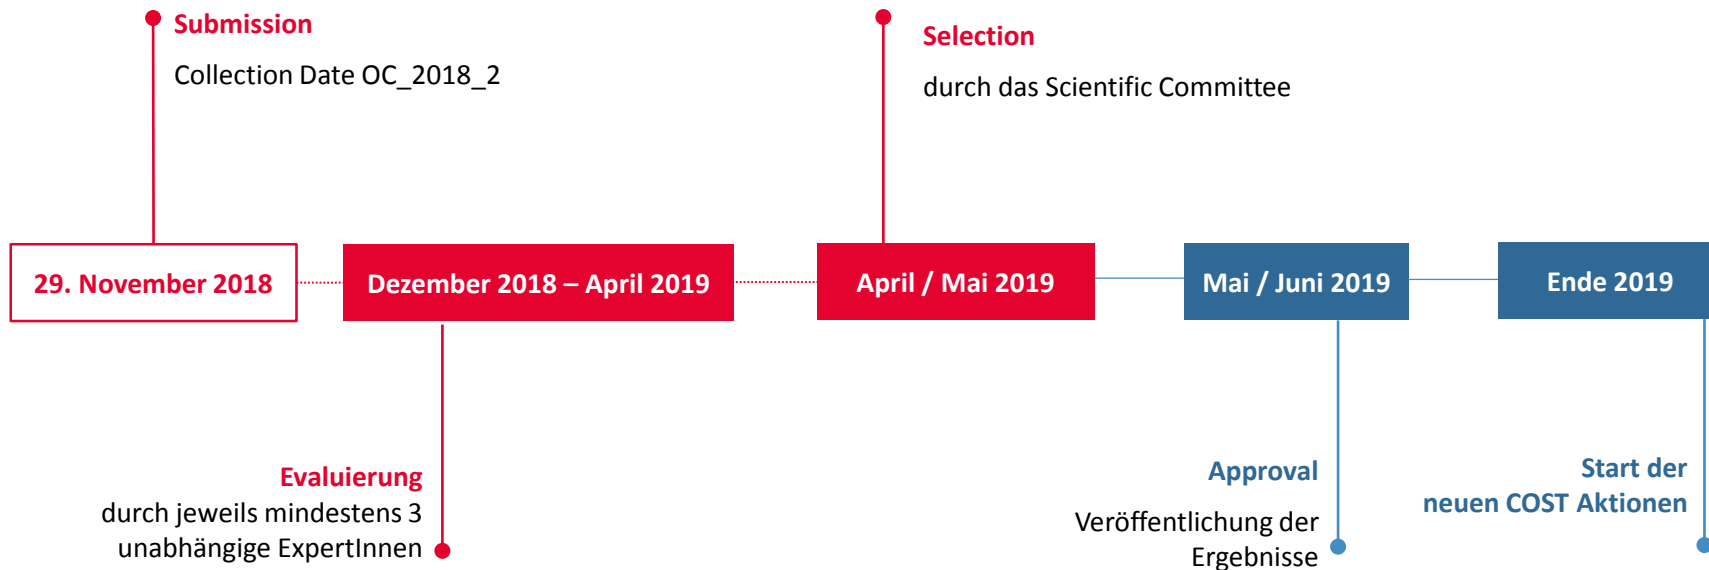 Submission
Collection Date OC_2018_2
Selection
durch das Scientific Committee
29. November 2018
Dezember 2018 – April 2019
April / Mai 2019
Mai / Juni 2019
Ende 2019
Evaluierung
durch jeweils mindestens 3
unabhängige ExpertInnen
Approval
Veröffentlichung der
Ergebnisse
Start der
neuen COST Aktionen